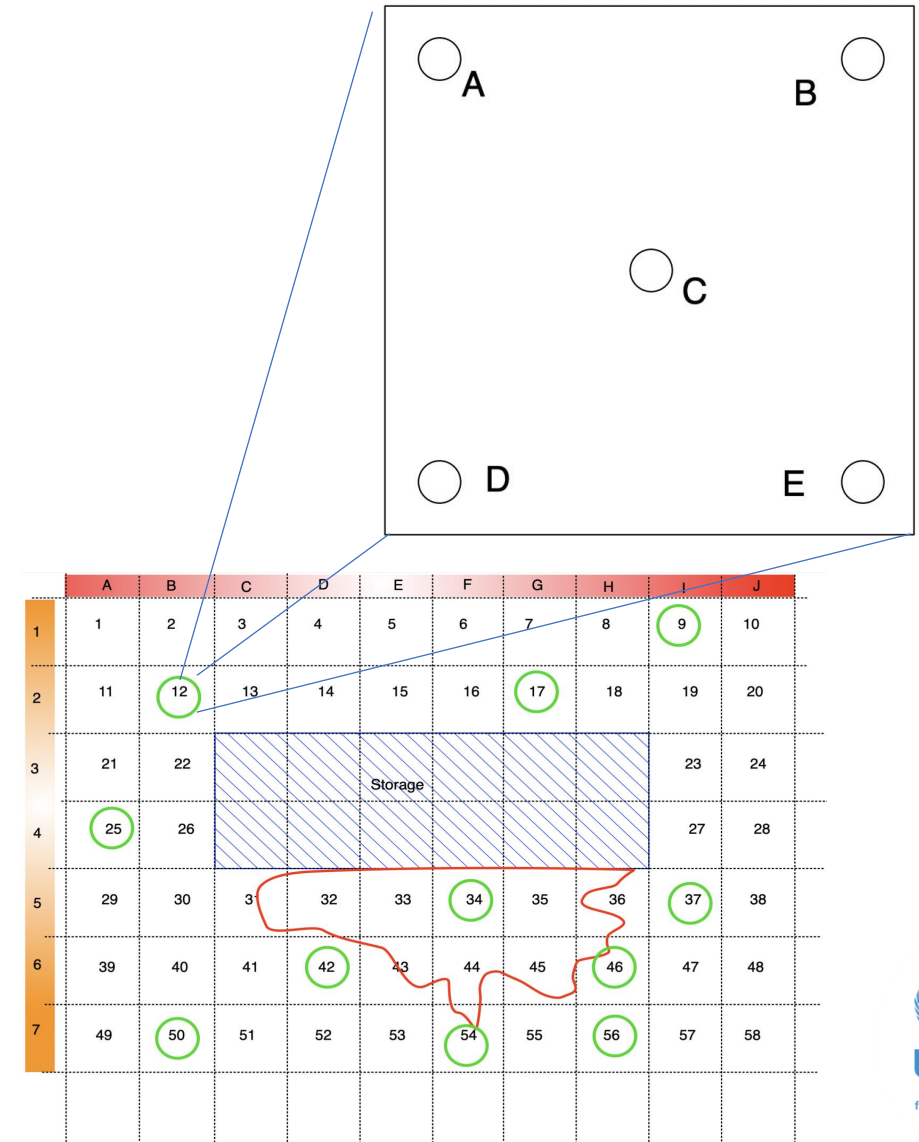 A
B
C
D E
A B C D E F G H I J
1 1 2 3 4 5 6 7 8 9 10
2 11 12 13 14 15 16 17 18 19 20
3 21 22 23 24
Storage
4 25 26 27 28
5 29 30 32 33 34 35 36 37 38
6 39 40 41 42 43 44 45 46 47 48
7 49 50 51 52 53 54 55 56 57 58